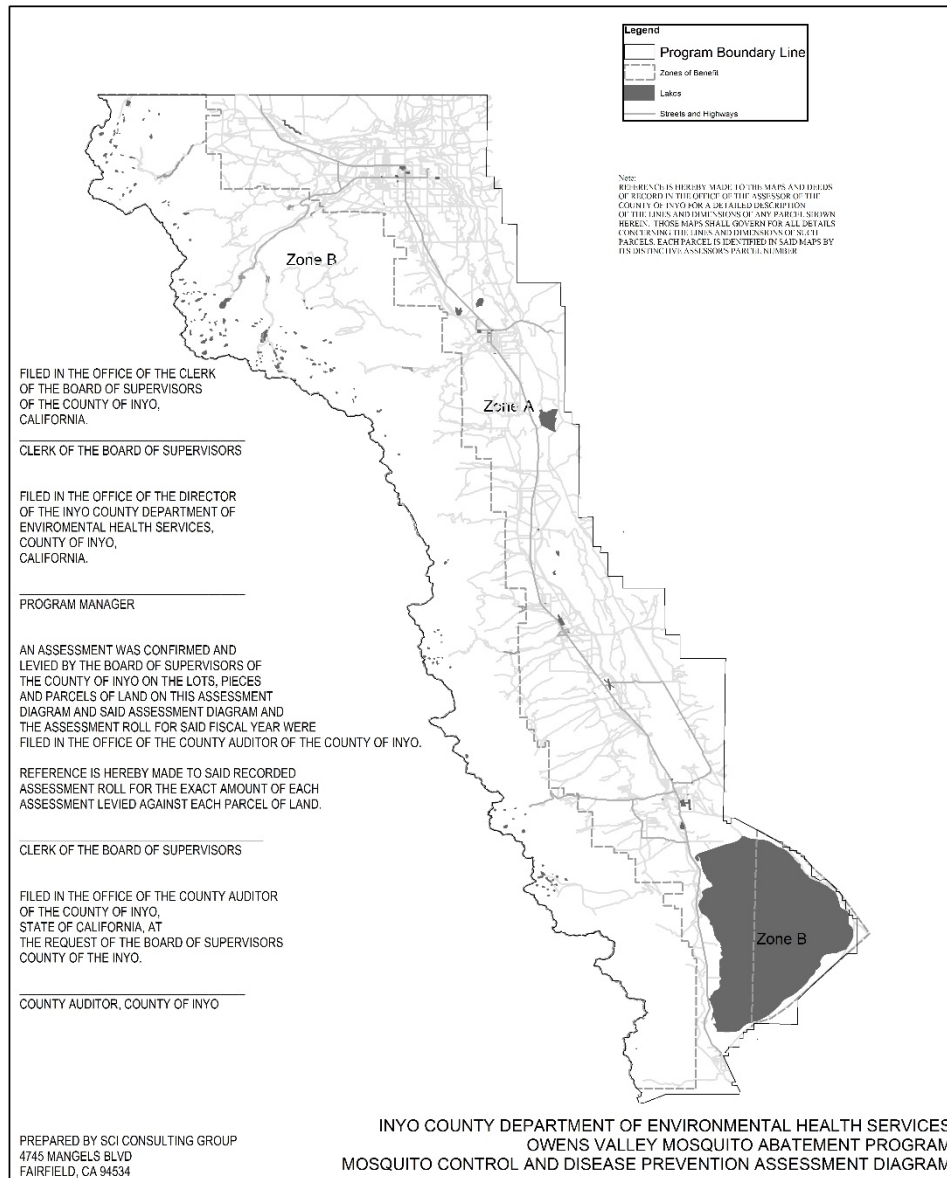 Legend
Program Boundary Line
Zones of Benefit
Lakes
Streets and Highways
Note:
REFERENCE IS HEREBY MADE TO THE MAPS AND DEEDS
OF RECORD IN THE OFFICE OF THE ASSESSOR OF THE
COUNTY OF INYO FOR A DETAILED DESCRIPTION
OF THE LINES AND DIMENSIONS OF ANY PARCEL SHOWN
HEREIN. THOSE MAPS SHALL GOVERN FOR ALL DETAILS
CONCERNING THE LINES AND DIMENSIONS OF SUCH
PARCELS. EACH PARCEL IS IDENTIFIED IN SAID MAPS BY
ITS DISTINCTIVE ASSESSOR'S PARCEL NUMBER
Zone B
Zone A
Zone B
FILED IN THE OFFICE OF THE CLERK
OF THE BOARD OF SUPERVISORS
OF THE COUNTY OF INYO,
CALIFORNIA.
CLERK OF THE BOARD OF SUPERVISORS
FILED IN THE OFFICE OF THE DIRECTOR
OF THE INYO COUNTY DEPARTMENT OF
ENVIROMENTAL HEALTH SERVICES,
COUNTY OF INYO,
CALIFORNIA.
PROGRAM MANAGER
AN ASSESSMENT WAS CONFIRMED AND
LEVIED BY THE BOARD OF SUPERVISORS OF
THE COUNTY OF INYO ON THE LOTS, PIECES
AND PARCELS OF LAND ON THIS ASSESSMENT
DIAGRAM AND SAID ASSESSMENT DIAGRAM AND
THE ASSESSMENT ROLL FOR SAID FISCAL YEAR WERE
FILED IN THE OFFICE OF THE COUNTY AUDITOR OF THE COUNTY OF INYO.
REFERENCE IS HEREBY MADE TO SAID RECORDED
ASSESSMENT ROLL FOR THE EXACT AMOUNT OF EACH
ASSESSMENT LEVIED AGAINST EACH PARCEL OF LAND.
CLERK OF THE BOARD OF SUPERVISORS
FILED IN THE OFFICE OF THE COUNTY AUDITOR
OF THE COUNTY OF INYO,
STATE OF CALIFORNIA, AT
THE REQUEST OF THE BOARD OF SUPERVISORS
COUNTY OF THE INYO.
COUNTY AUDITOR, COUNTY OF INYO
PREPARED BY SCI CONSULTING GROUP
4745 MANGELS BLVD
FAIRFIELD, CA 94534
INYO COUNTY DEPARTMENT OF ENVIRONMENTAL HEALTH SERVICES
OWENS VALLEY MOSQUITO ABATEMENT PROGRAM
MOSQUITO CONTROL AND DISEASE PREVENTION ASSESSMENT DIAGRAM